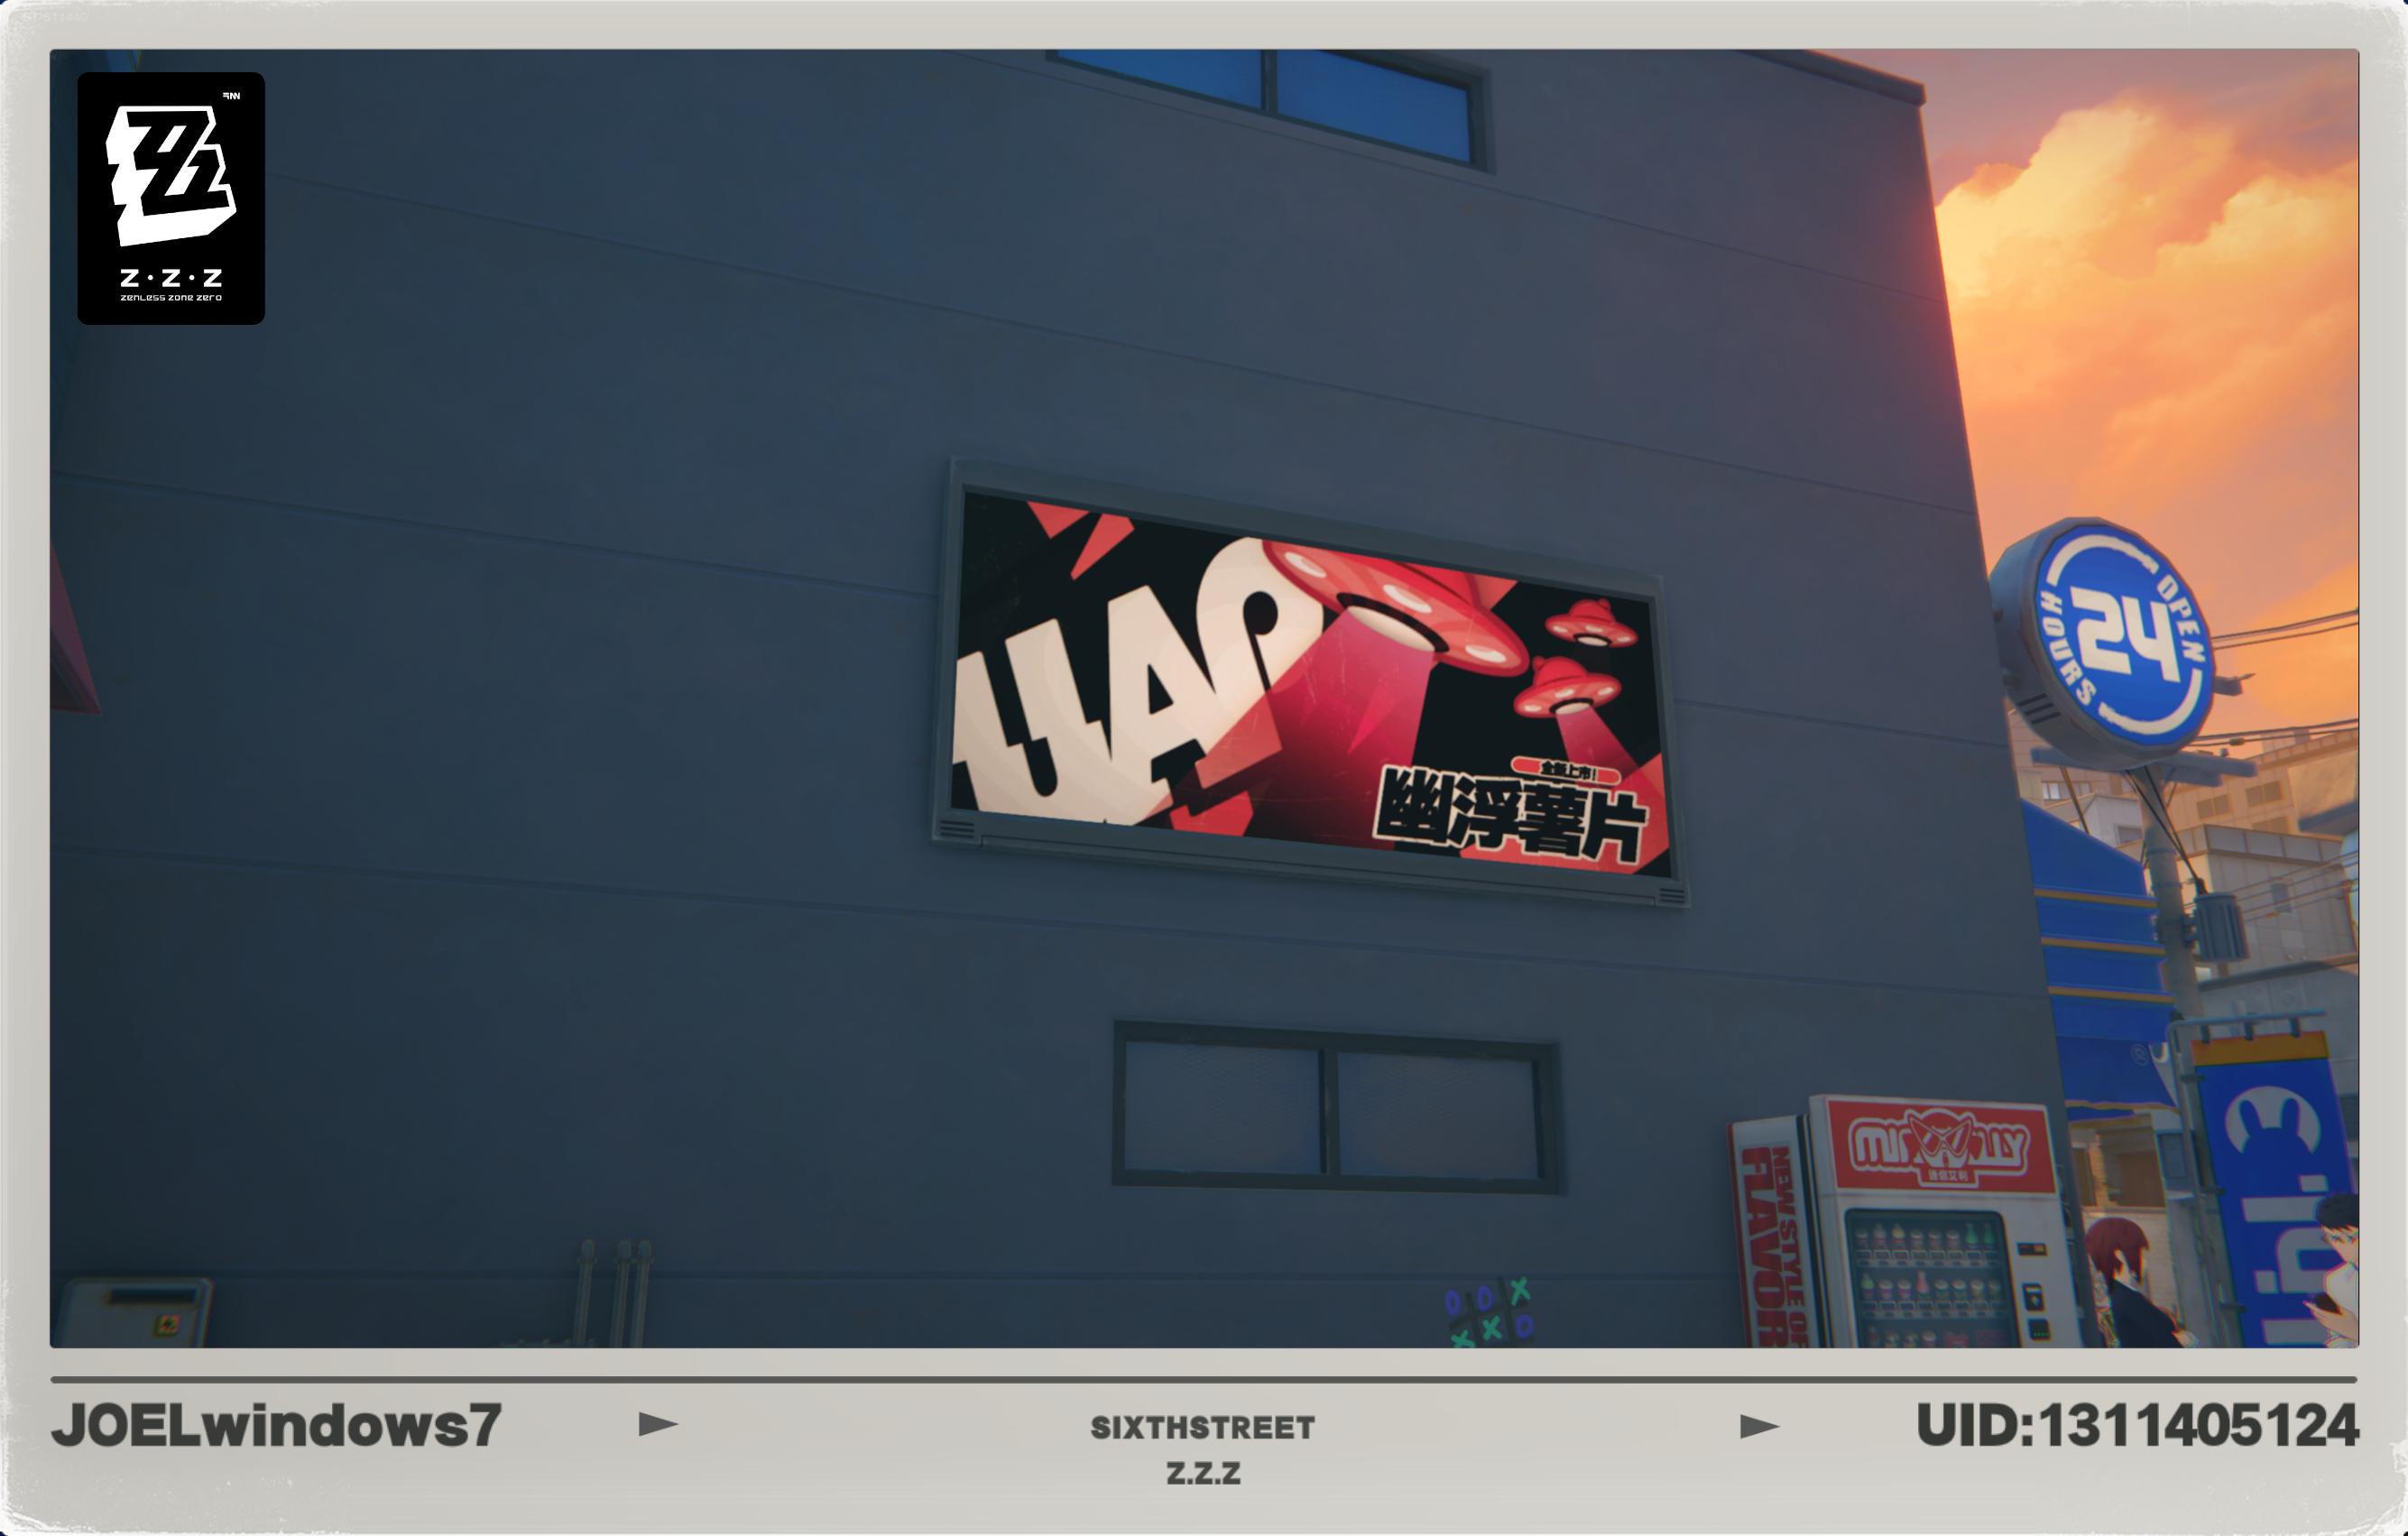 Z·Z·Z
ZENLESS ZONE ZERO
UAP
全新上市!
幽浮薯片
OPEN
24
HOURS
NEW STYLE OF
FLAVOR
JOELwindows7
SIXTHSTREET
Z.Z.Z
UID:1311405124